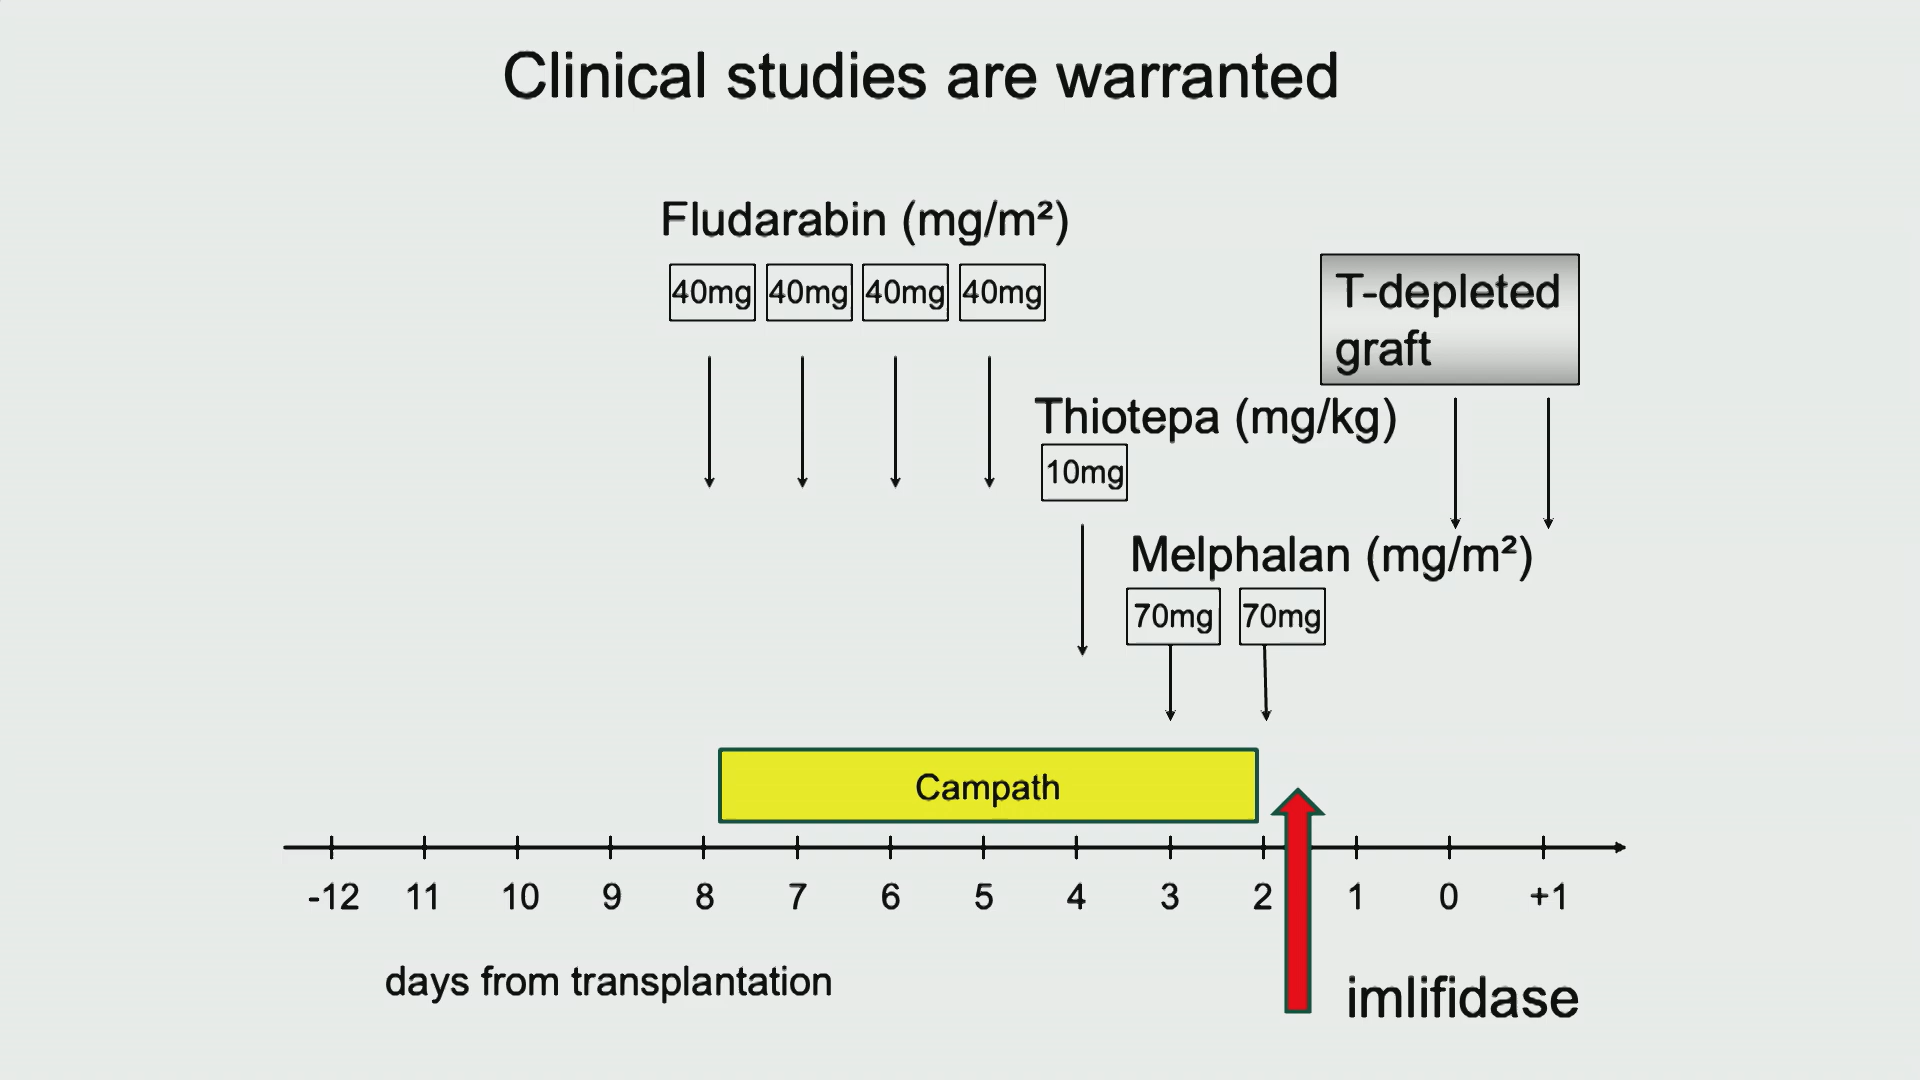 Clinical studies are warranted
Fludarabin (mg/m²)
40mg 40mg 40mg 40mg
T-depleted
graft
Thiotepa (mg/kg)
10mg
Melphalan (mg/m²)
70mg 70mg
Campath
-12 11 10 9 8 7 6 5 4 3 2 1 0 +1
days from transplantation
imlifidase